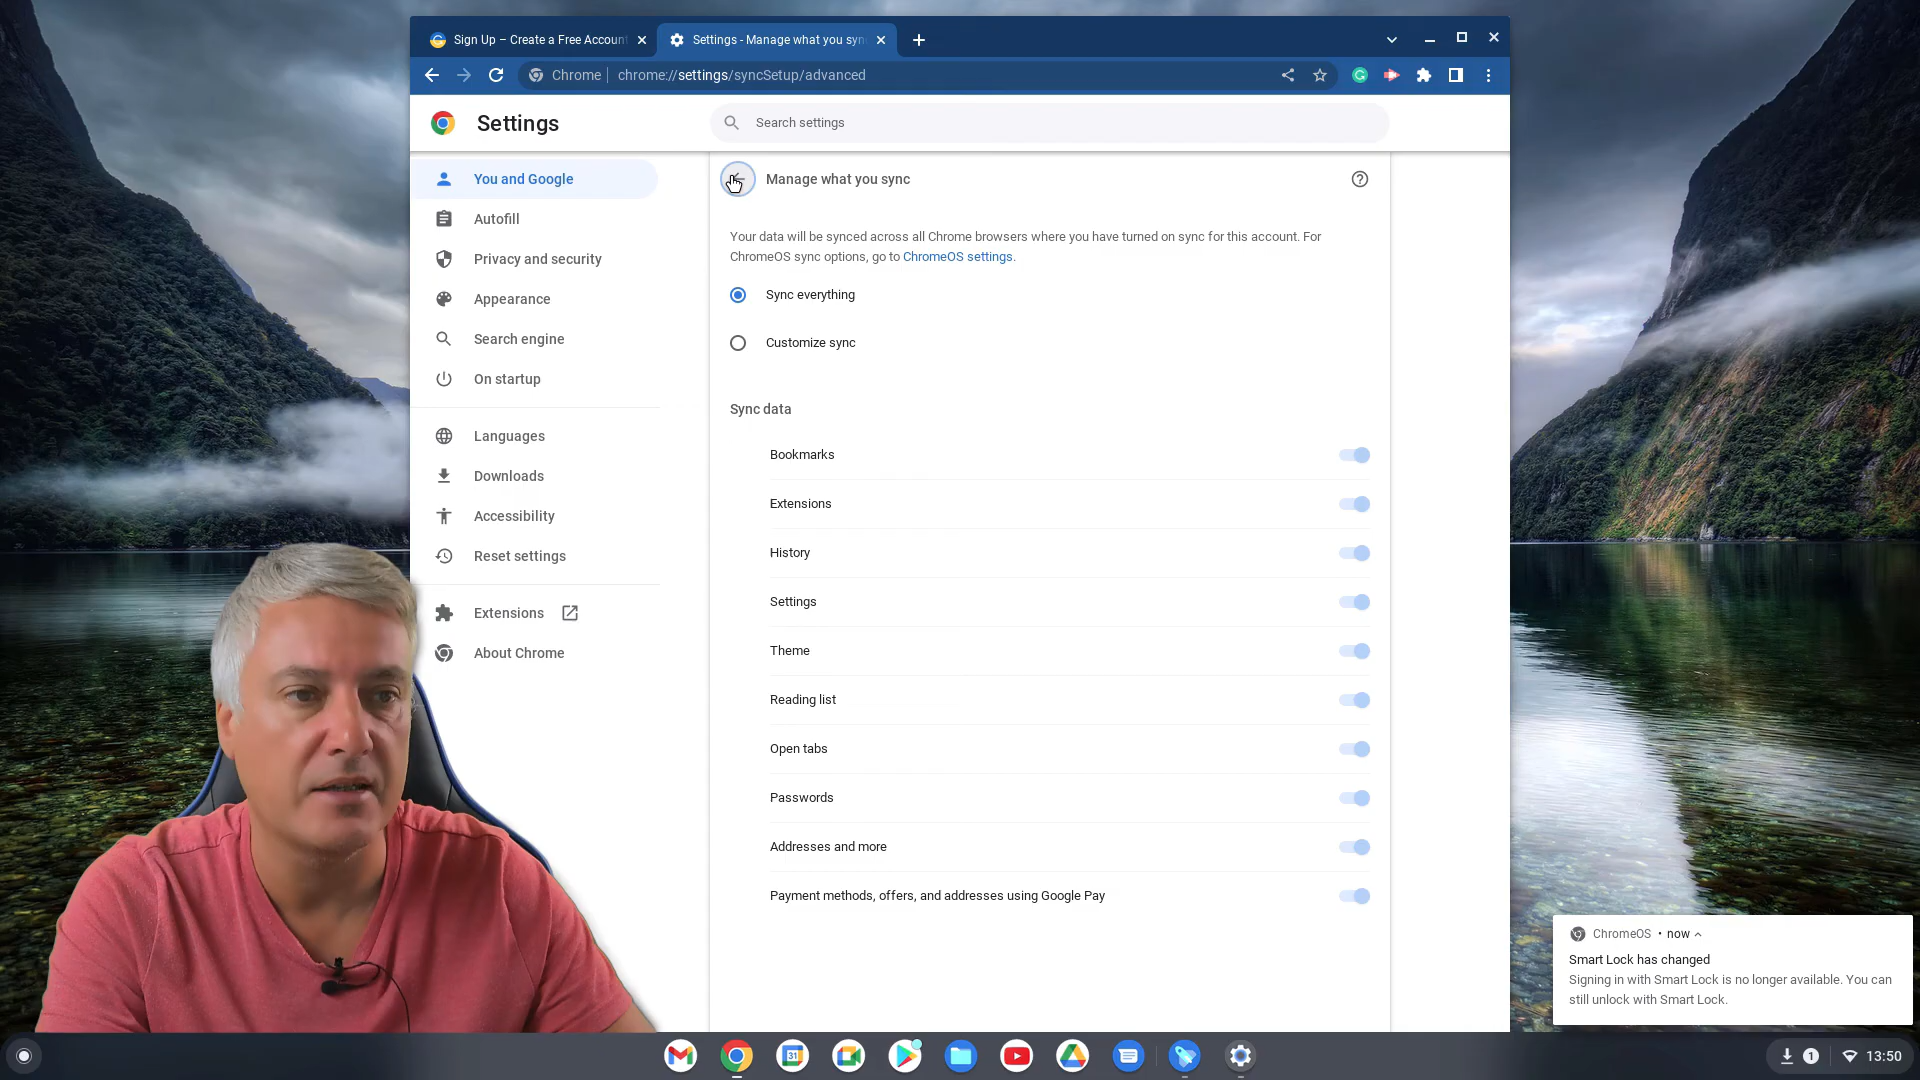 Sign Up – Create a Free Accoun
Settings - Manage what you syn
Chrome
chrome://settings/syncSetup/advanced
Settings
Search settings
You and Google
Autofill
Privacy and security
Appearance
Search engine
On startup
Languages
Downloads
Accessibility
Reset settings
Extensions
About Chrome
Manage what you sync
Your data will be synced across all Chrome browsers where you have turned on sync for this account. For
ChromeOS sync options, go to ChromeOS settings.
Sync everything
Customize sync
Sync data
Bookmarks
Extensions
History
Settings
Theme
Reading list
Open tabs
Passwords
Addresses and more
Payment methods, offers, and addresses using Google Pay
ChromeOS • now
Smart Lock has changed
Signing in with Smart Lock is no longer available. You can
still unlock with Smart Lock.
31
1
13:50